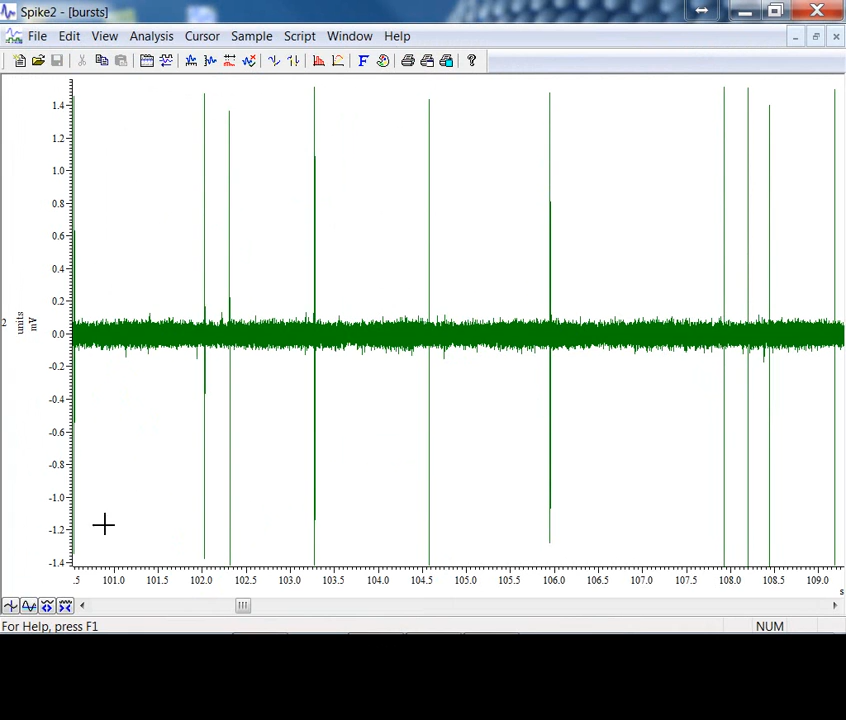 Spike2 - [bursts]
File Edit View Analysis Cursor Sample Script Window Help
1.4
1.2
1.0
0.8
0.6
0.4
0.2
2 units mV 0.0
-0.2
-0.4
-0.6
-0.8
-1.0
-1.2
-1.4
.5 101.0 101.5 102.0 102.5 103.0 103.5 104.0 104.5 105.0 105.5 106.0 106.5 107.0 107.5 108.0 108.5 109.0
s
For Help, press F1 NUM